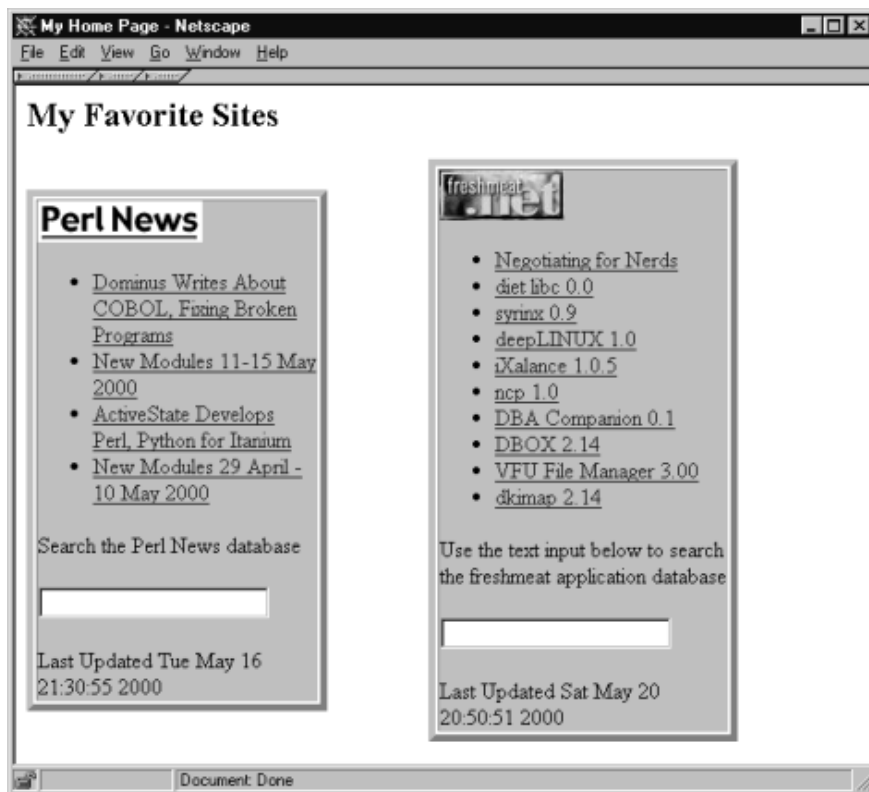 My Home Page - Netscape
File Edit View Go Window Help
My Favorite Sites
Perl News
Dominus Writes About
COBOL, Fixing Broken
Programs
New Modules 11-15 May
2000
ActiveState Develops
Perl, Python for Itanium
New Modules 29 April -
10 May 2000
Search the Perl News database
Last Updated Tue May 16
21:30:55 2000
freshmeat
.net
Negotiating for Nerds
diet libc 0.0
syrinx 0.9
deepLINUX 1.0
iXalance 1.0.5
ncp 1.0
DBA Companion 0.1
DBOX 2.14
VFU File Manager 3.00
dkimap 2.14
Use the text input below to search
the freshmeat application database
Last Updated Sat May 20
20:50:51 2000
Document: Done